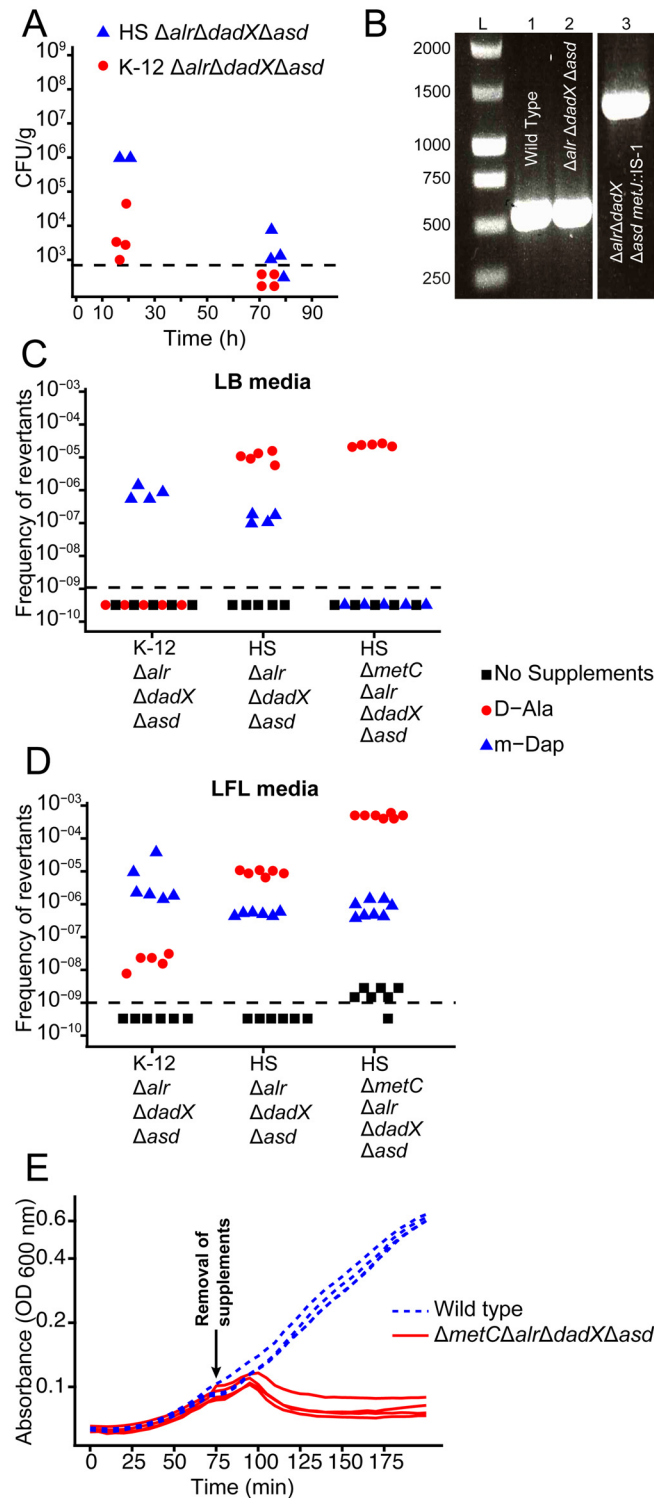 A
HS ΔalrΔdadXΔasd
K-12 ΔalrΔdadXΔasd
CFU/g
10⁹
10⁸
10⁷
10⁶
10⁵
10⁴
10³
0 10 30 50 70 90
Time (h)
B
L 1 2 3
2000
1500
1000
750
500
250
Wild Type
Δalr ΔdadX Δasd
ΔalrΔdadX
Δasd metJ::IS-1
C
LB media
Frequency of revertants
10⁻⁰³
10⁻⁰⁴
10⁻⁰⁵
10⁻⁰⁶
10⁻⁰⁷
10⁻⁰⁸
10⁻⁰⁹
10⁻¹⁰
K-12
Δalr
ΔdadX
Δasd
HS
Δalr
ΔdadX
Δasd
HS
ΔmetC
Δalr
ΔdadX
Δasd
No Supplements
D−Ala
m−Dap
D
LFL media
Frequency of revertants
10⁻⁰³
10⁻⁰⁴
10⁻⁰⁵
10⁻⁰⁶
10⁻⁰⁷
10⁻⁰⁸
10⁻⁰⁹
10⁻¹⁰
K-12
Δalr
ΔdadX
Δasd
HS
Δalr
ΔdadX
Δasd
HS
ΔmetC
Δalr
ΔdadX
Δasd
E
Absorbance (OD 600 nm)
0.6
0.4
0.2
0.1
Removal of
supplements
Wild type
ΔmetCΔalrΔdadXΔasd
0 25 50 75 100 125 150 175
Time (min)